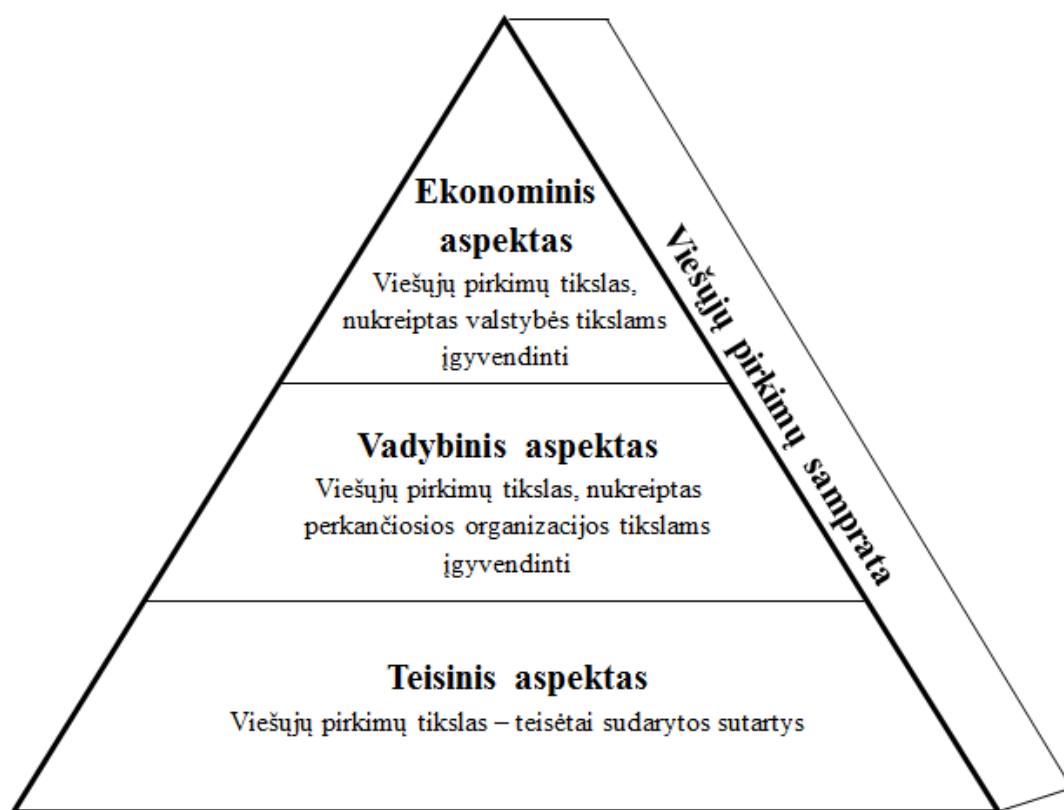 Ekonominis
aspektas
Viešųjų pirkimų tikslas,
nukreiptas valstybės tikslams
įgyvendinti
Vadybinis aspektas
Viešųjų pirkimų tikslas, nukreiptas
perkančiosios organizacijos tikslams
įgyvendinti
Teisinis aspektas
Viešųjų pirkimų tikslas – teisėtai sudarytos sutartys
Viešųjų pirkimų samprata